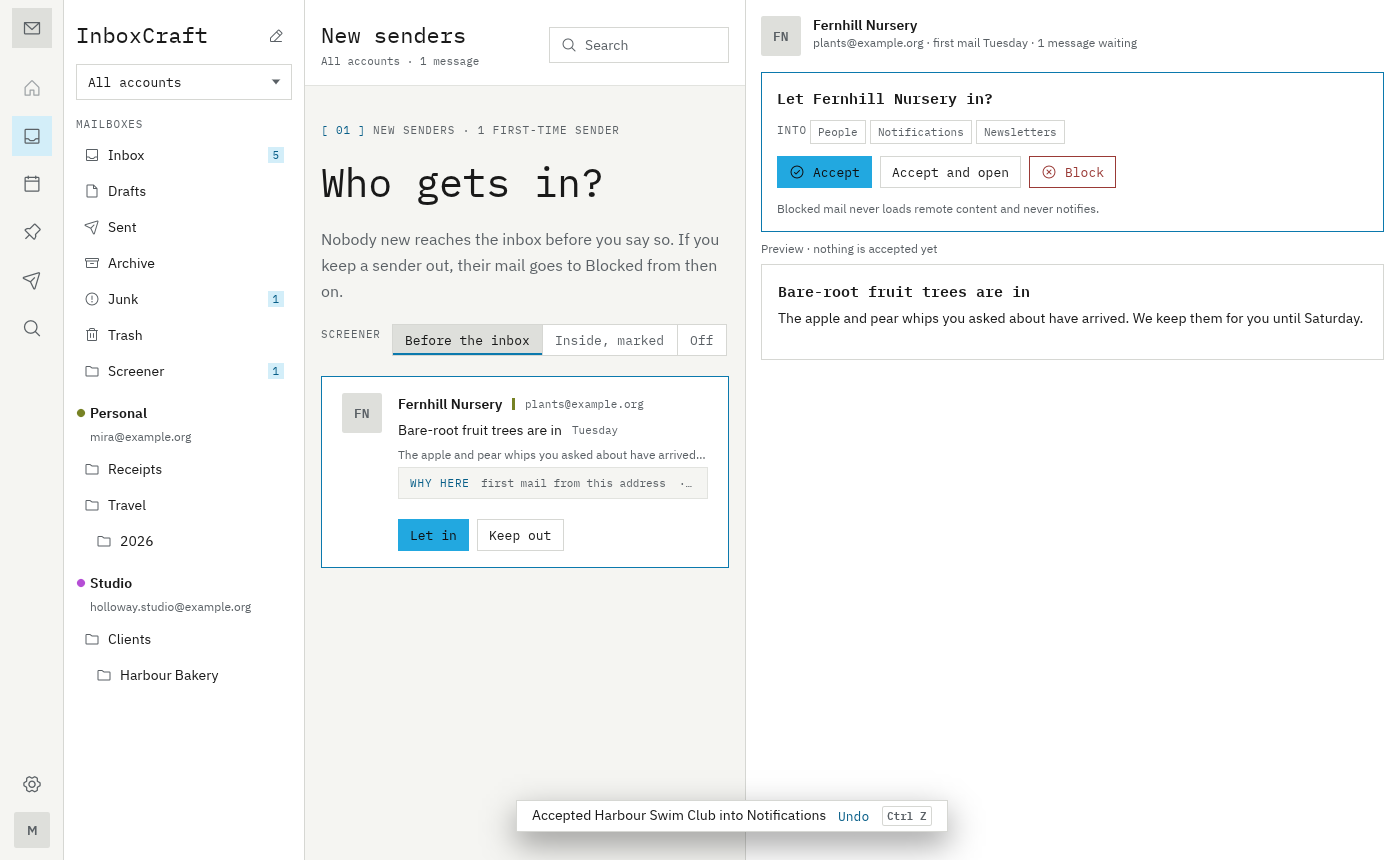 InboxCraft
All accounts
MAILBOXES
Inbox 5
Drafts
Sent
Archive
Junk 1
Trash
Screener 1
Personal
mira@example.org
Receipts
Travel
2026
Studio
holloway.studio@example.org
Clients
Harbour Bakery
M
New senders
All accounts · 1 message
Search
[ 01 ] NEW SENDERS · 1 FIRST-TIME SENDER
Who gets in?
Nobody new reaches the inbox before you say so. If you
keep a sender out, their mail goes to Blocked from then
on.
SCREENER Before the inbox Inside, marked Off
FN
Fernhill Nursery plants@example.org
Bare-root fruit trees are in Tuesday
The apple and pear whips you asked about have arrived…
WHY HERE first mail from this address ·…
Let in Keep out
FN
Fernhill Nursery
plants@example.org · first mail Tuesday · 1 message waiting
Let Fernhill Nursery in?
INTO People Notifications Newsletters
Accept Accept and open Block
Blocked mail never loads remote content and never notifies.
Preview · nothing is accepted yet
Bare-root fruit trees are in
The apple and pear whips you asked about have arrived. We keep them for you until Saturday.
Accepted Harbour Swim Club into Notifications Undo Ctrl Z